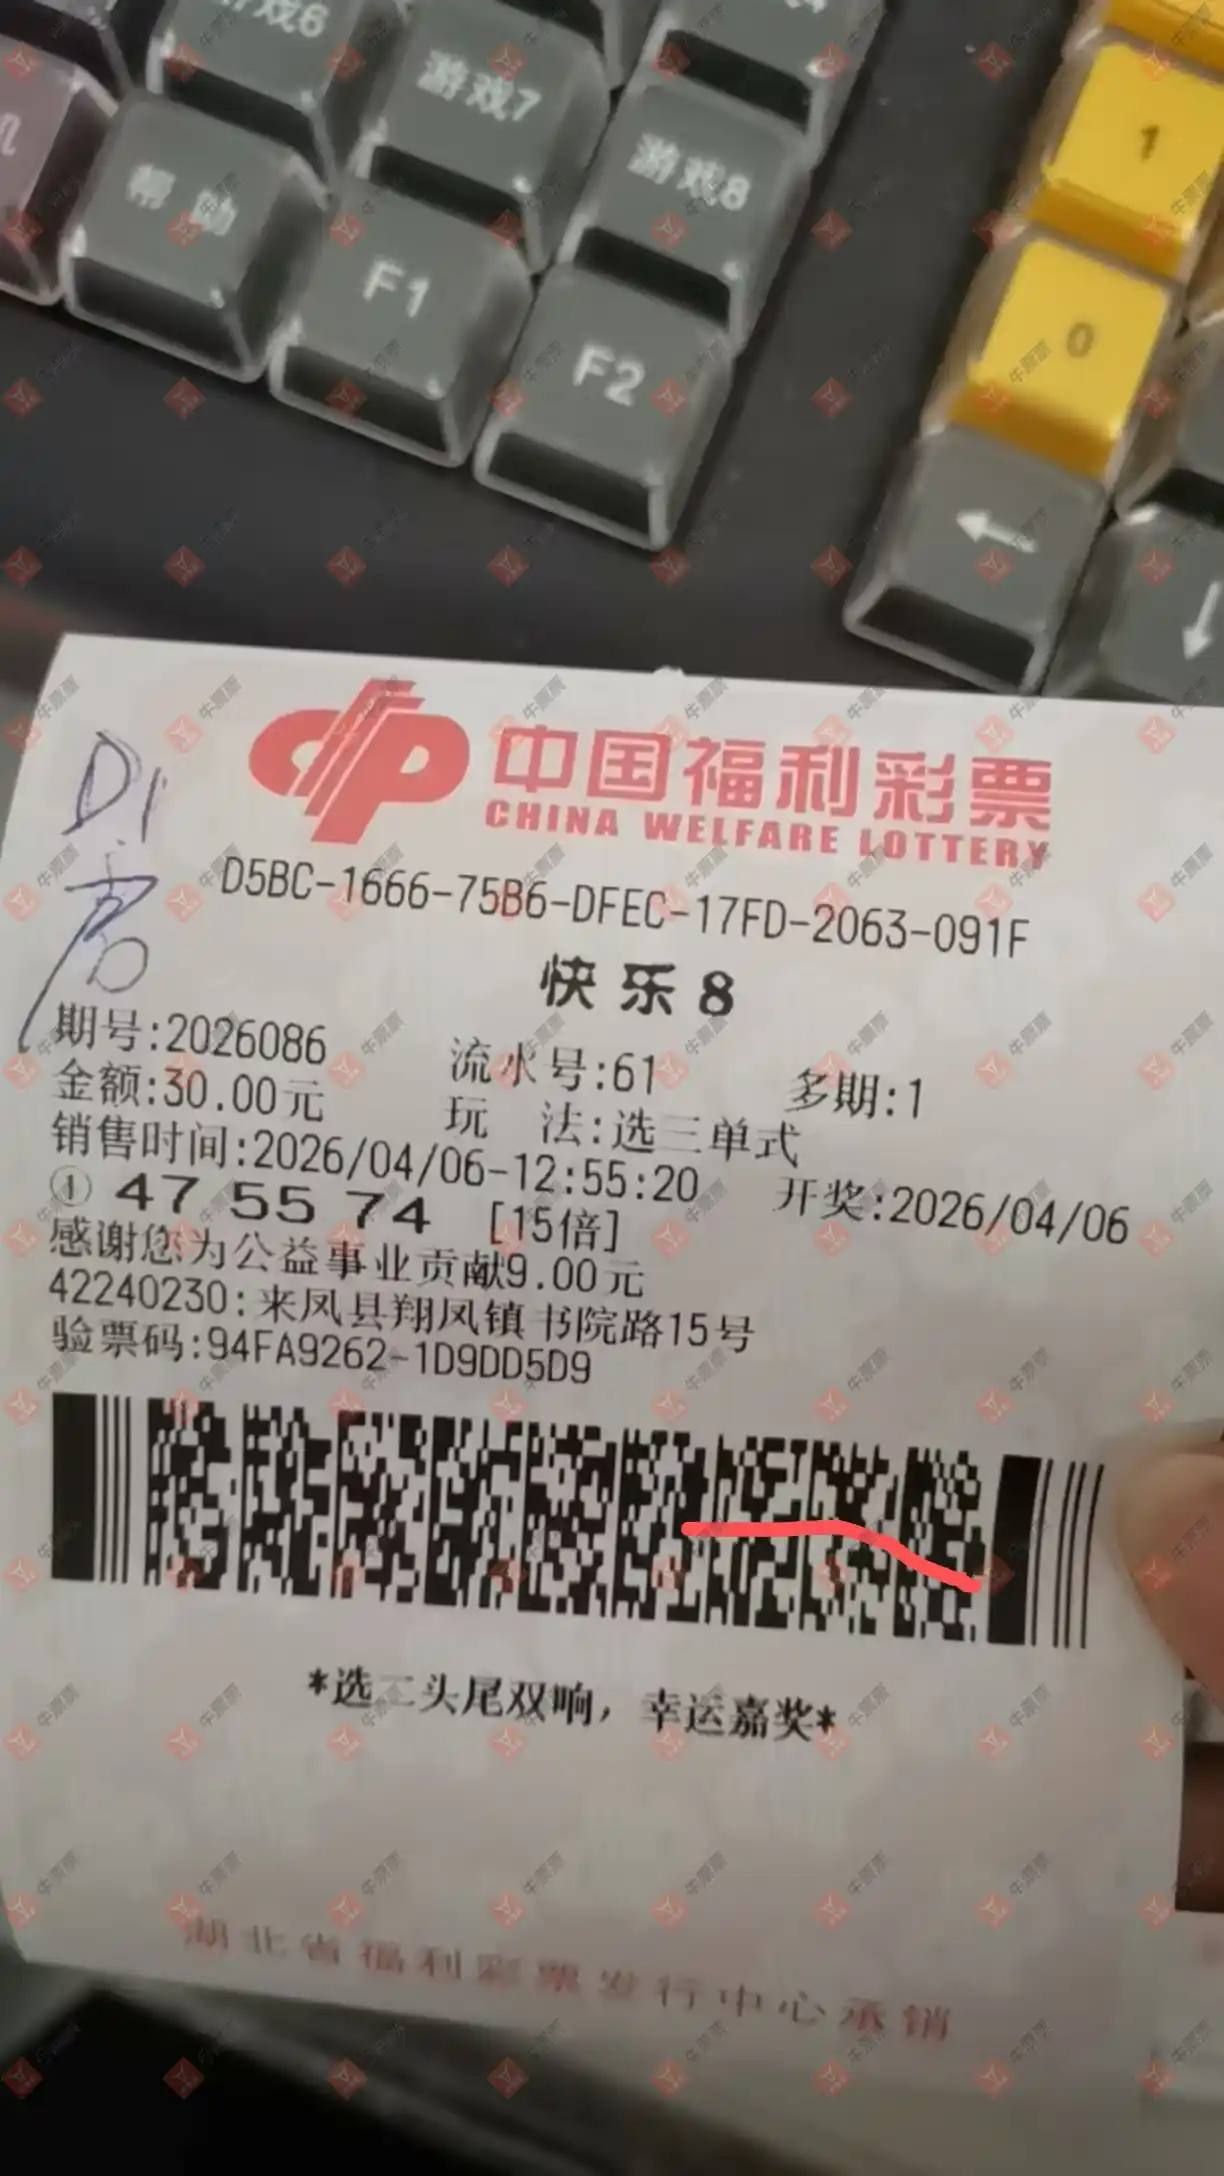 游戏6
游戏7
游戏8
帮助
F1
F2
1
0
中国福利彩票
CHINA WELFARE LOTTERY
D5BC-1666-75B6-DFEC-17FD-2063-091F
快乐8
期号:2026086 流水号:61 多期:1
金额:30.00元 玩 法:选三单式
销售时间:2026/04/06-12:55:20 开奖:2026/04/06
① 47 55 74 [15倍]
感谢您为公益事业贡献9.00元
42240230:来凤县翔凤镇书院路15号
验票码:94FA9262-1D9DD5D9
*选二头尾双响，幸运嘉奖*
湖北省福利彩票发行中心承销
牛票票